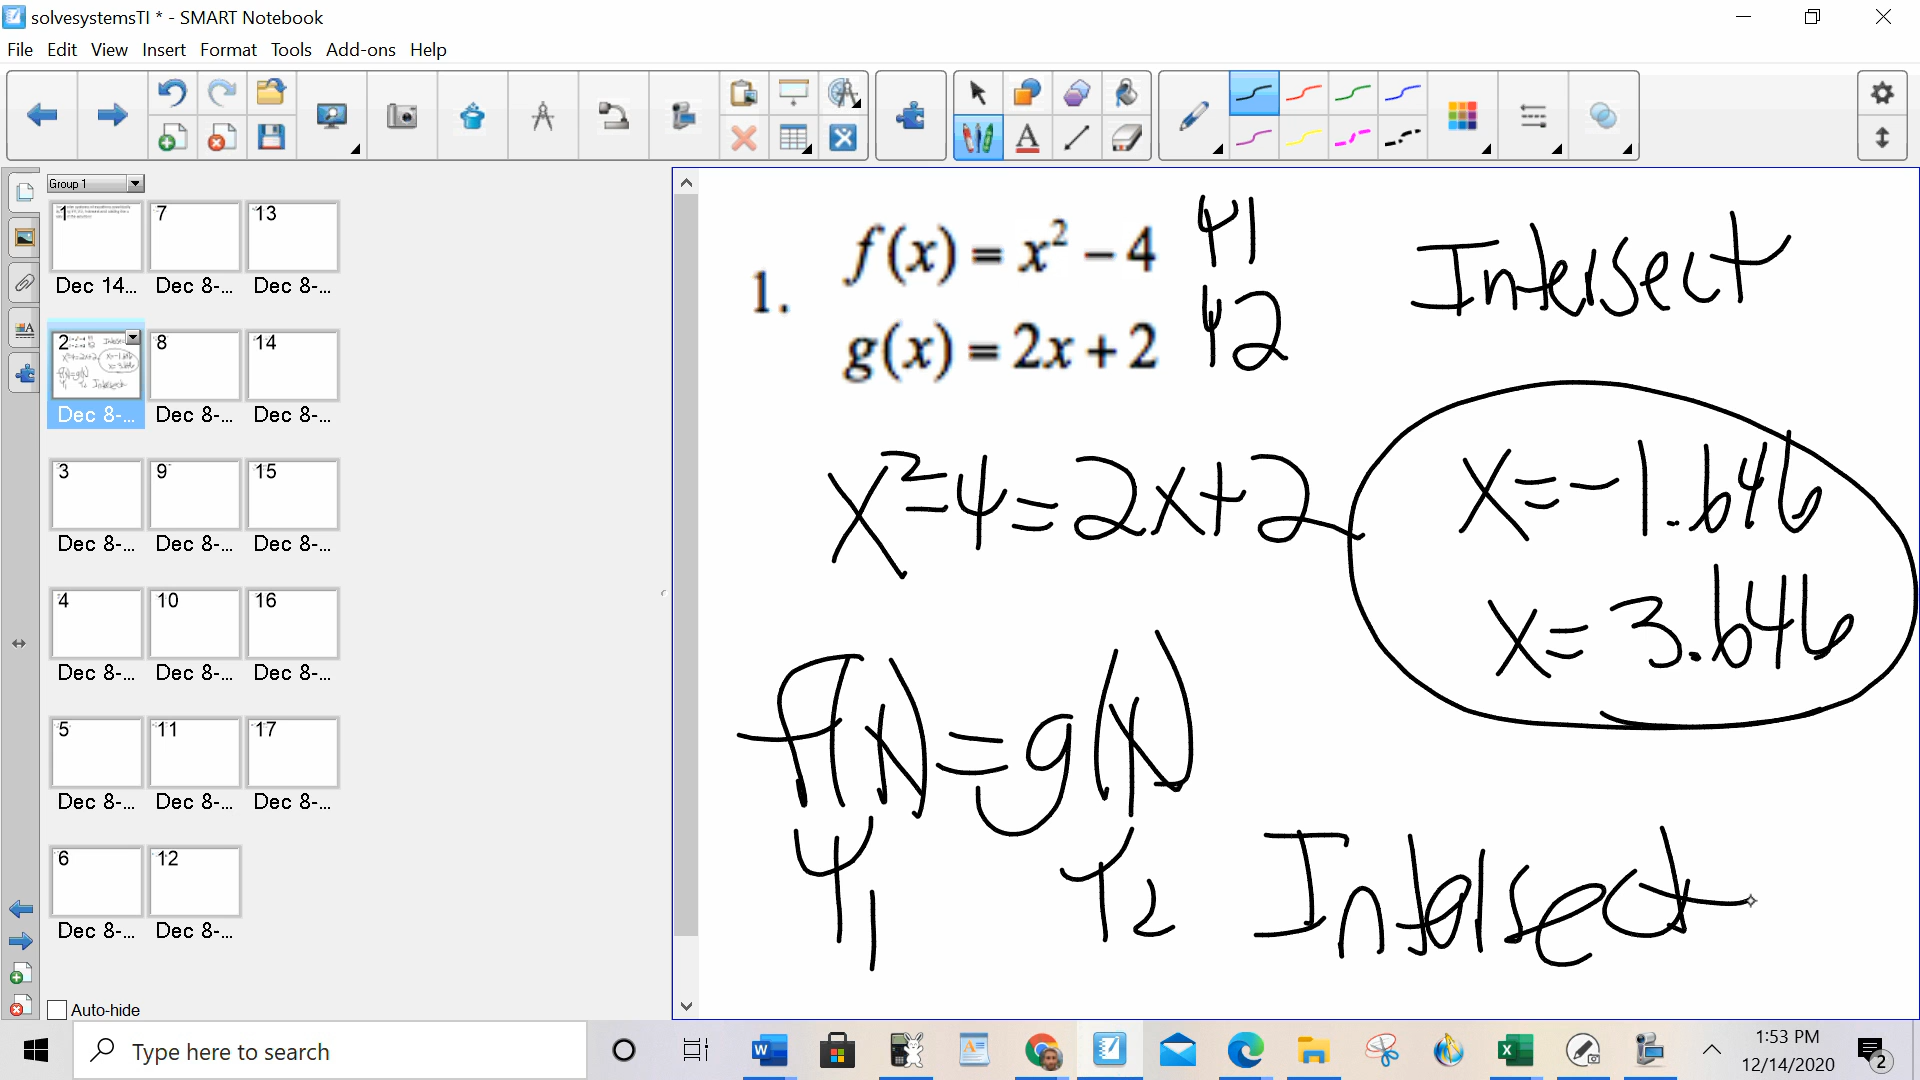 solvesystemsTI * - SMART Notebook
File Edit View Insert Format Tools Add-ons Help
Group 1
1 7 13
Dec 14... Dec 8-... Dec 8-...
2 8 14
Dec 8-... Dec 8-... Dec 8-...
3 9 15
Dec 8-... Dec 8-... Dec 8-...
4 10 16
Dec 8-... Dec 8-... Dec 8-...
5 11 17
Dec 8-... Dec 8-... Dec 8-...
6 12
Dec 8-... Dec 8-...
Auto-hide
1.
f(x) = x² − 4 Y1
g(x) = 2x + 2 Y2
Intersect
x²-4=2x+2
x=-1.646
x=3.646
f(x)=g(x)
Y1 Y2 Intersect
Type here to search
1:53 PM
12/14/2020
2